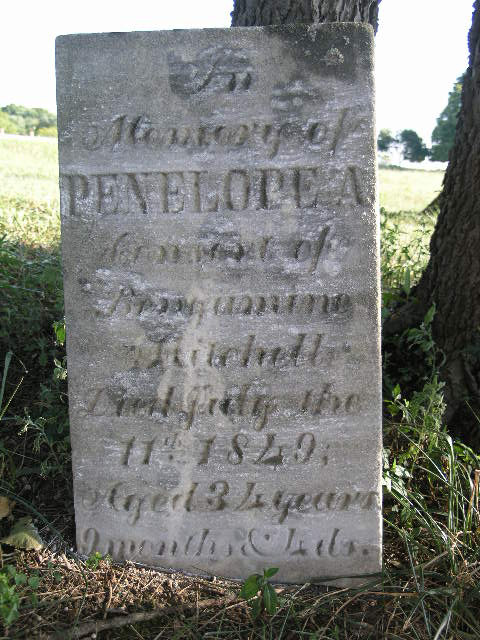 In
Memory of
PENELOPE A
Consort of
Benjamine
Mitchell
Died July the
11th 1849;
Aged 34 years
9 months & 4 ds.